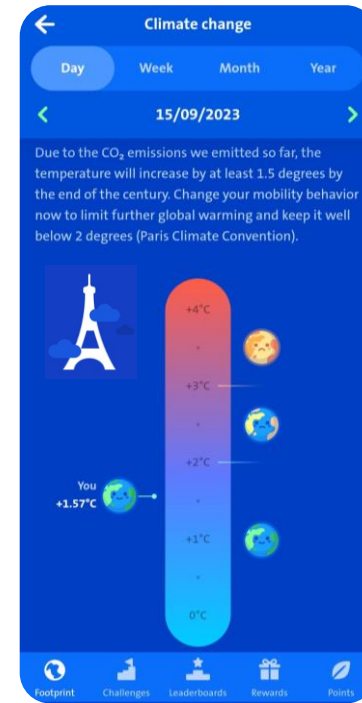 Climate change
Day Week Month Year
15/09/2023
Due to the CO₂ emissions we emitted so far, the
temperature will increase by at least 1.5 degrees by
the end of the century. Change your mobility behavior
now to limit further global warming and keep it well
below 2 degrees (Paris Climate Convention).
+4°C
+3°C
+2°C
You
+1.57°C
+1°C
0°C
Footprint Challenges Leaderboards Rewards Points